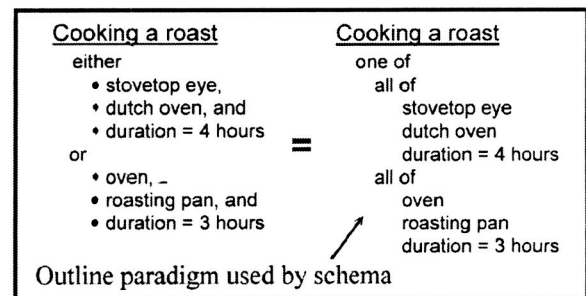 Cooking a roast
either
• stovetop eye,
• dutch oven, and
• duration = 4 hours
or
• oven, _
• roasting pan, and
• duration = 3 hours
=
Cooking a roast
one of
all of
stovetop eye
dutch oven
duration = 4 hours
all of
oven
roasting pan
duration = 3 hours
Outline paradigm used by schema